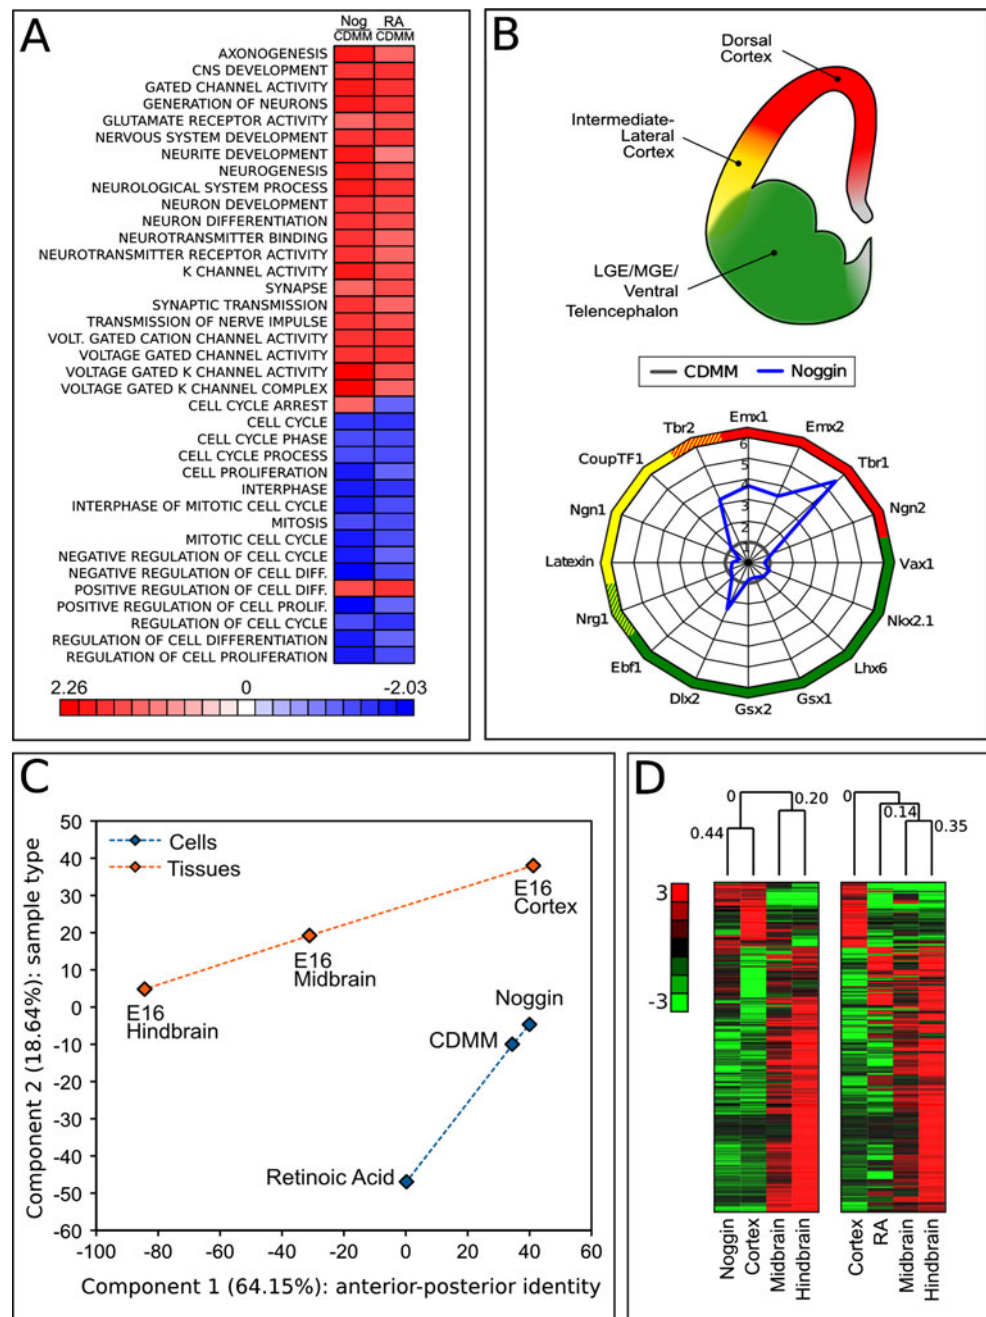 A
Nog RA
CDMM CDMM
AXONOGENESIS
CNS DEVELOPMENT
GATED CHANNEL ACTIVITY
GENERATION OF NEURONS
GLUTAMATE RECEPTOR ACTIVITY
NERVOUS SYSTEM DEVELOPMENT
NEURITE DEVELOPMENT
NEUROGENESIS
NEUROLOGICAL SYSTEM PROCESS
NEURON DEVELOPMENT
NEURON DIFFERENTIATION
NEUROTRANSMITTER BINDING
NEUROTRANSMITTER RECEPTOR ACTIVITY
K CHANNEL ACTIVITY
SYNAPSE
SYNAPTIC TRANSMISSION
TRANSMISSION OF NERVE IMPULSE
VOLT. GATED CATION CHANNEL ACTIVITY
VOLTAGE GATED CHANNEL ACTIVITY
VOLTAGE GATED K CHANNEL ACTIVITY
VOLTAGE GATED K CHANNEL COMPLEX
CELL CYCLE ARREST
CELL CYCLE
CELL CYCLE PHASE
CELL CYCLE PROCESS
CELL PROLIFERATION
INTERPHASE
INTERPHASE OF MITOTIC CELL CYCLE
MITOSIS
MITOTIC CELL CYCLE
NEGATIVE REGULATION OF CELL CYCLE
NEGATIVE REGULATION OF CELL DIFF.
POSITIVE REGULATION OF CELL DIFF.
POSITIVE REGULATION OF CELL PROLIF.
REGULATION OF CELL CYCLE
REGULATION OF CELL DIFFERENTIATION
REGULATION OF CELL PROLIFERATION
2.26 0 -2.03
B
Dorsal
Cortex
Intermediate-
Lateral
Cortex
LGE/MGE/
Ventral
Telencephalon
CDMM Noggin
Emx1
Emx2
Tbr1
Ngn2
Vax1
Nkx2.1
Lhx6
Gsx1
Gsx2
Dlx2
Ebf1
Nrg1
Latexin
Ngn1
CoupTF1
Tbr2
6
5
4
3
2
1
C
Cells
Tissues
Component 2 (18.64%): sample type
50
40
30
20
10
0
-10
-20
-30
-40
-50
-60
-100 -80 -60 -40 -20 0 20 40 60
E16
Cortex
E16
Midbrain
E16
Hindbrain
Noggin
CDMM
Retinoic Acid
Component 1 (64.15%): anterior-posterior identity
D
0 0.20 0.44
0 0.14 0.35
3
-3
Noggin
Cortex
Midbrain
Hindbrain
Cortex
RA
Midbrain
Hindbrain